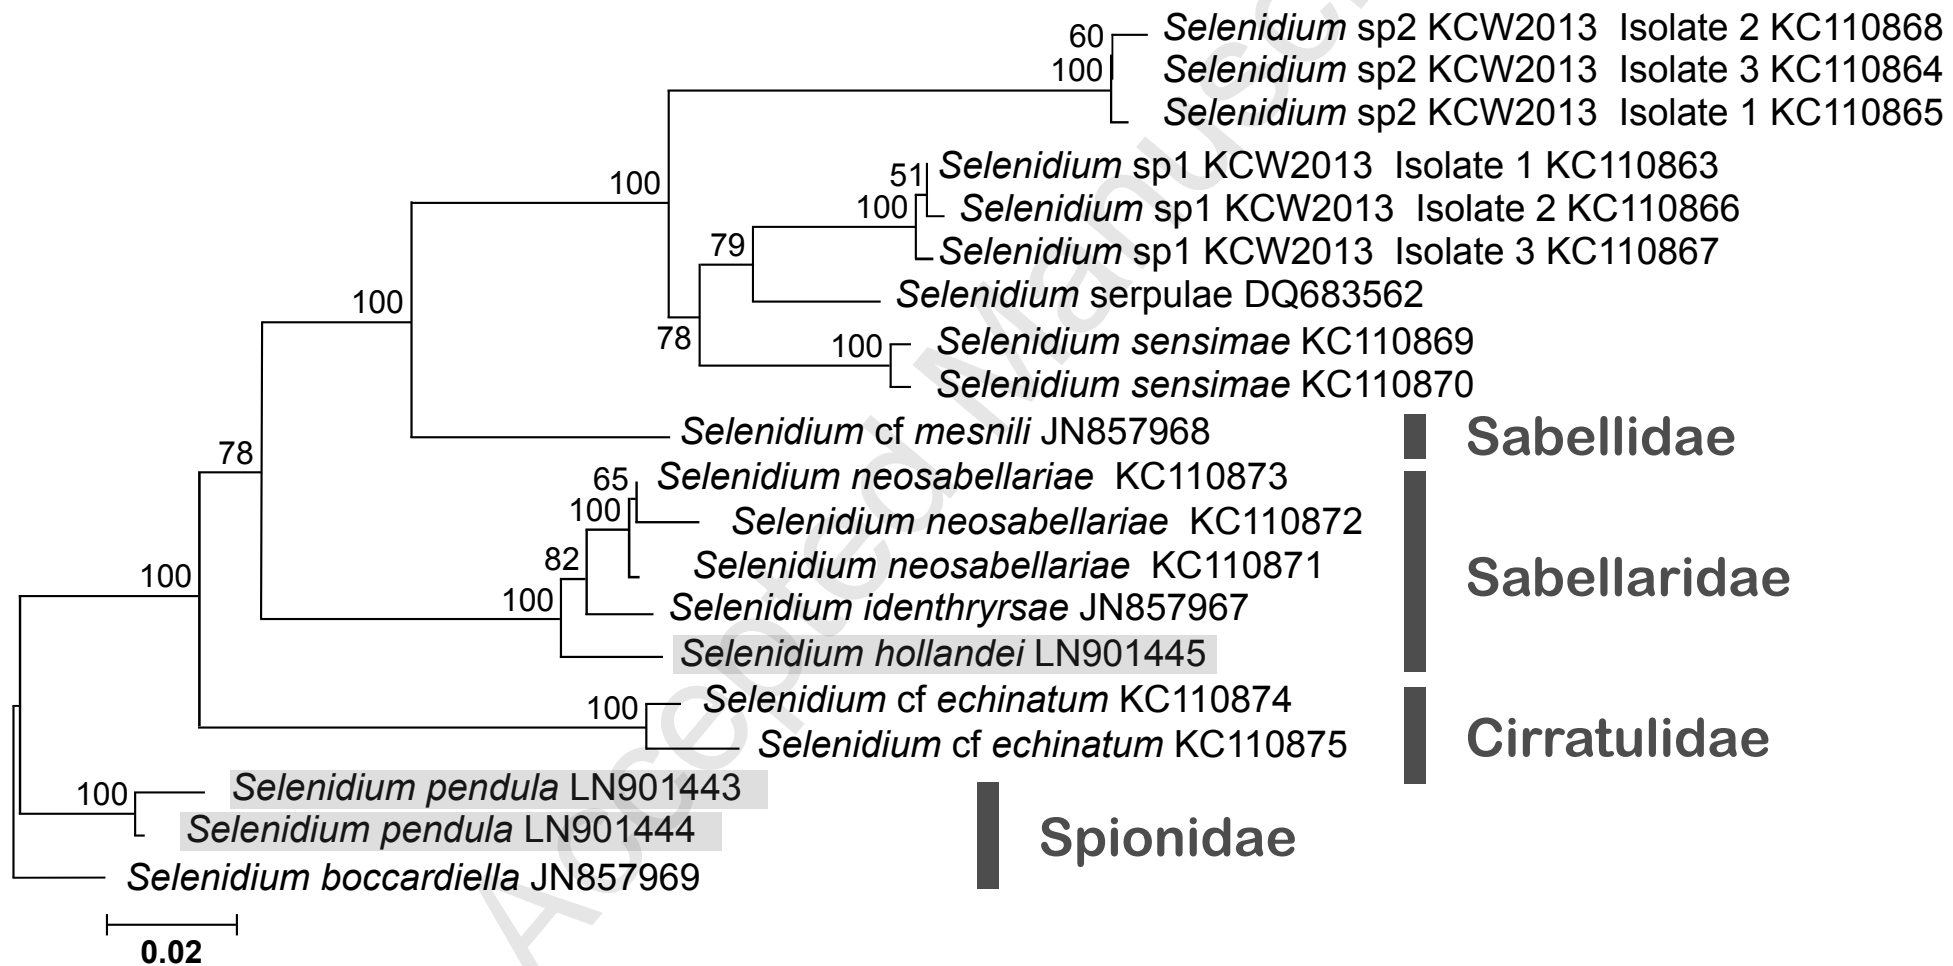 60 Selenidium sp2 KCW2013 Isolate 2 KC110868
100 Selenidium sp2 KCW2013 Isolate 3 KC110864
Selenidium sp2 KCW2013 Isolate 1 KC110865
51 Selenidium sp1 KCW2013 Isolate 1 KC110863
100 100 Selenidium sp1 KCW2013 Isolate 2 KC110866
79 Selenidium sp1 KCW2013 Isolate 3 KC110867
100 Selenidium serpulae DQ683562
78 100 Selenidium sensimae KC110869
Selenidium sensimae KC110870
Selenidium cf mesnili JN857968 Sabellidae
78 65 Selenidium neosabellariae KC110873
100 Selenidium neosabellariae KC110872
82 Selenidium neosabellariae KC110871 Sabellaridae
100 100 Selenidium identhryrsae JN857967
Selenidium hollandei LN901445
100 Selenidium cf echinatum KC110874
Selenidium cf echinatum KC110875 Cirratulidae
100 Selenidium pendula LN901443
Selenidium pendula LN901444 Spionidae
Selenidium boccardiella JN857969
0.02
Accepted Manusc